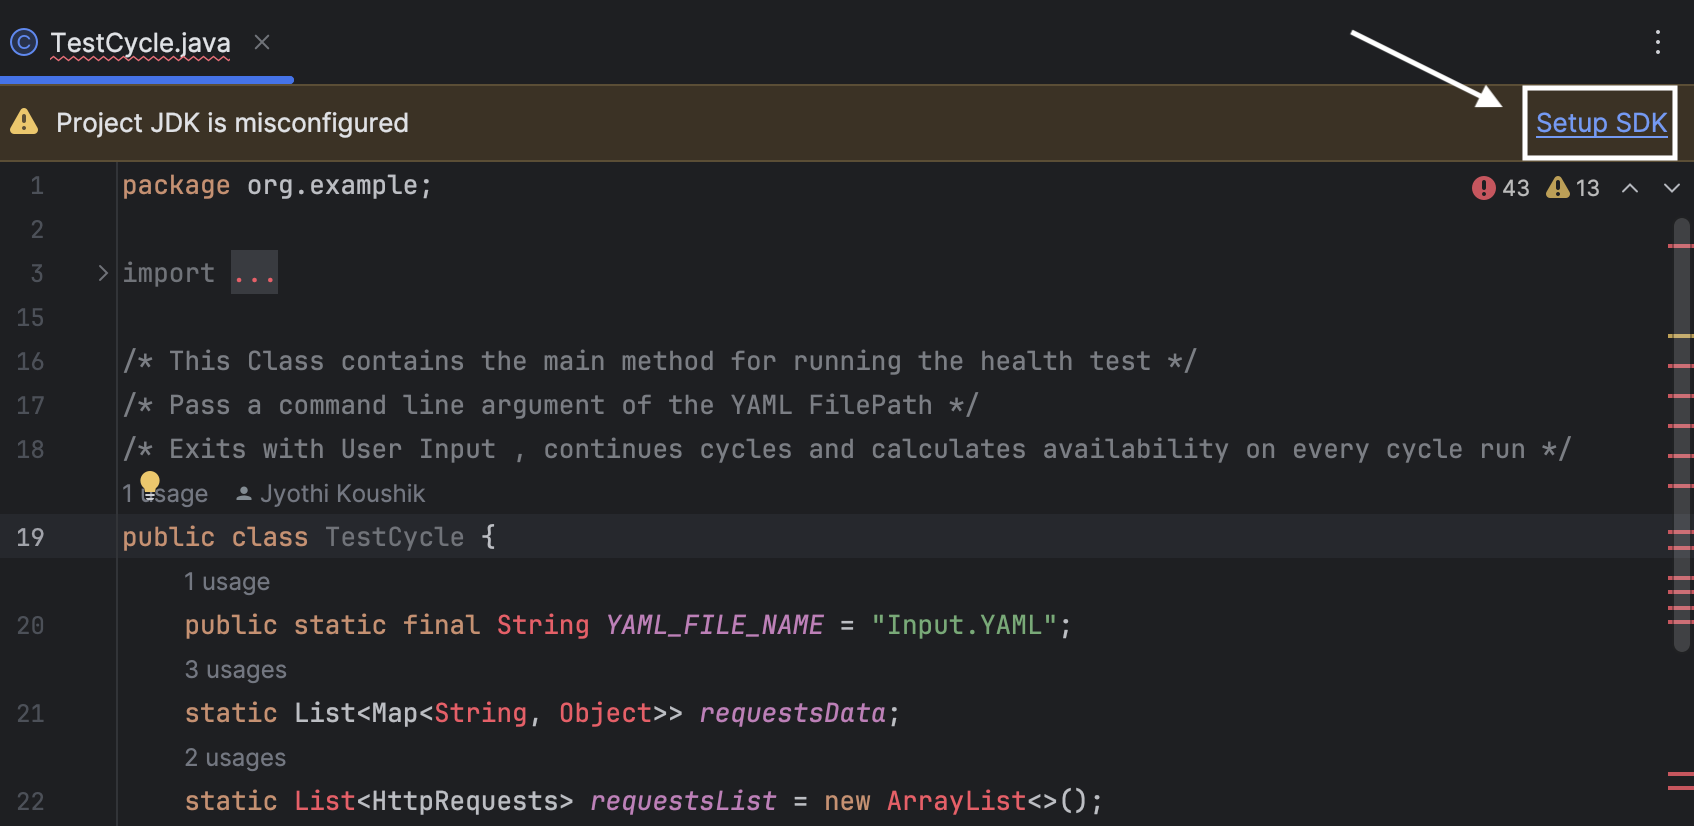 TestCycle.java
Project JDK is misconfigured Setup SDK
1 package org.example; 43 13
2
3 import ...
15
16 /* This Class contains the main method for running the health test */
17 /* Pass a command line argument of the YAML FilePath */
18 /* Exits with User Input , continues cycles and calculates availability on every cycle run */
1 usage Jyothi Koushik
19 public class TestCycle {
1 usage
20 public static final String YAML_FILE_NAME = "Input.YAML";
3 usages
21 static List<Map<String, Object>> requestsData;
2 usages
22 static List<HttpRequests> requestsList = new ArrayList<>();